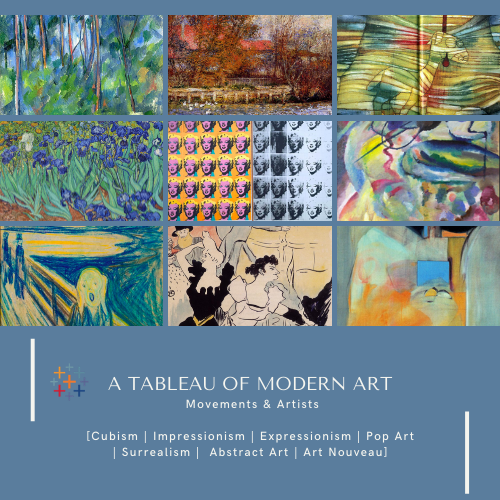 A TABLEAU OF MODERN ART
Movements & Artists
[Cubism | Impressionism | Expressionism | Pop Art
| Surrealism | Abstract Art | Art Nouveau]